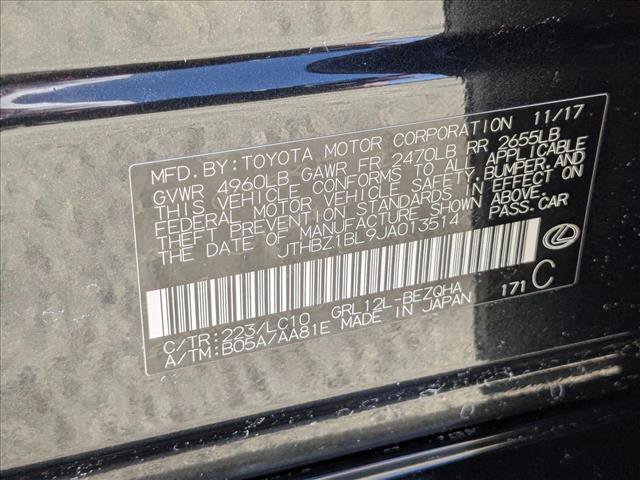 MFD. BY: TOYOTA MOTOR CORPORATION 11/17
GVWR 4960LB GAWR FR 2470LB RR 2655LB
THIS VEHICLE CONFORMS TO ALL APPLICABLE
FEDERAL MOTOR VEHICLE SAFETY, BUMPER, AND
THEFT PREVENTION STANDARDS IN EFFECT ON
THE DATE OF MANUFACTURE SHOWN ABOVE.
JTHBZ1BL9JA013514 PASS. CAR
C/TR: 223/LC10 GRL12L-BEZQHA 171 C
A/TM: B05A/AA81E MADE IN JAPAN